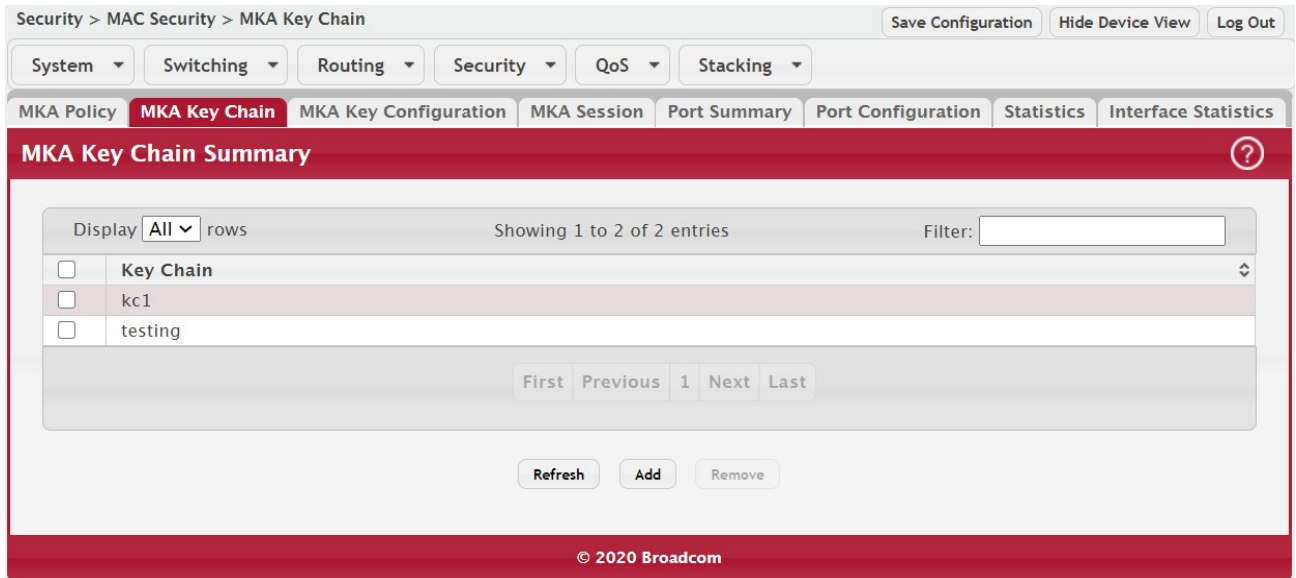 Security > MAC Security > MKA Key Chain
Save Configuration Hide Device View Log Out
System Switching Routing Security QoS Stacking
MKA Policy MKA Key Chain MKA Key Configuration MKA Session Port Summary Port Configuration Statistics Interface Statistics
MKA Key Chain Summary ?
Display All rows Showing 1 to 2 of 2 entries Filter:
Key Chain
kc1
testing
First Previous 1 Next Last
Refresh Add Remove
© 2020 Broadcom